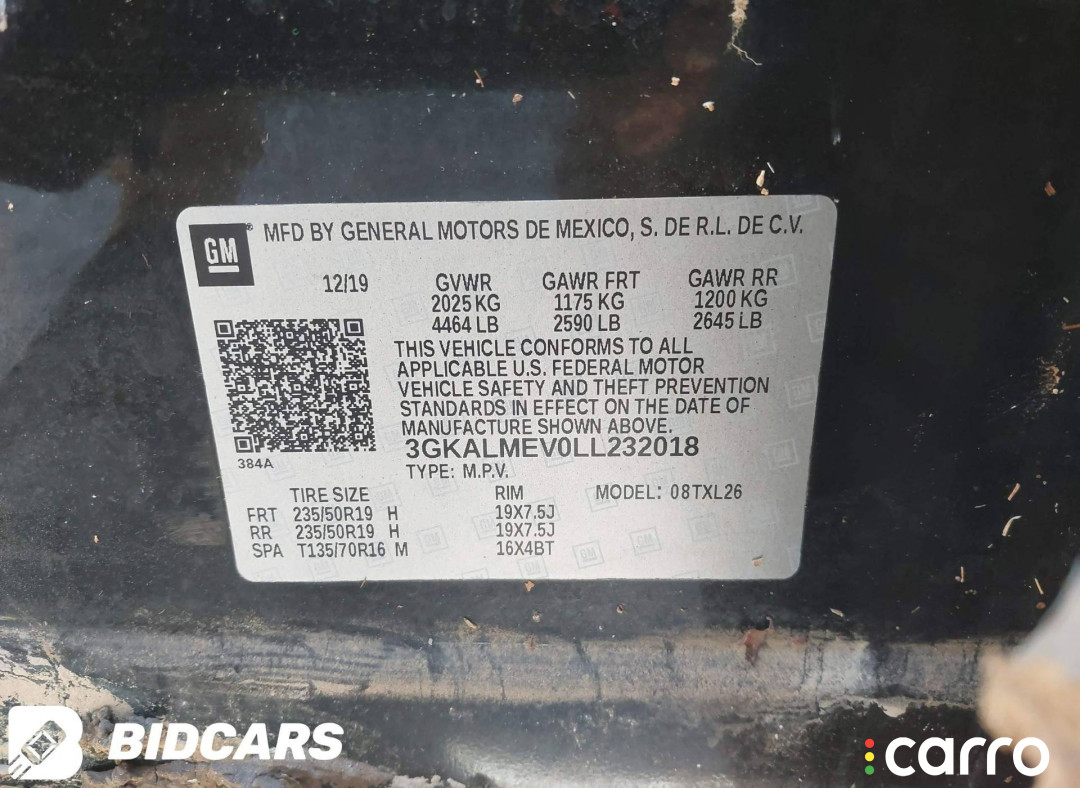 GM® MFD BY GENERAL MOTORS DE MEXICO, S. DE R.L. DE C.V.
12/19 GVWR GAWR FRT GAWR RR
2025 KG 1175 KG 1200 KG
4464 LB 2590 LB 2645 LB
THIS VEHICLE CONFORMS TO ALL
APPLICABLE U.S. FEDERAL MOTOR
VEHICLE SAFETY AND THEFT PREVENTION
STANDARDS IN EFFECT ON THE DATE OF
MANUFACTURE SHOWN ABOVE.
3GKALMEV0LL232018
384A
TYPE: M.P.V.
TIRE SIZE RIM MODEL: 08TXL26
FRT 235/50R19 H 19X7.5J
RR 235/50R19 H 19X7.5J
SPA T135/70R16 M 16X4BT
BIDCARS
carro